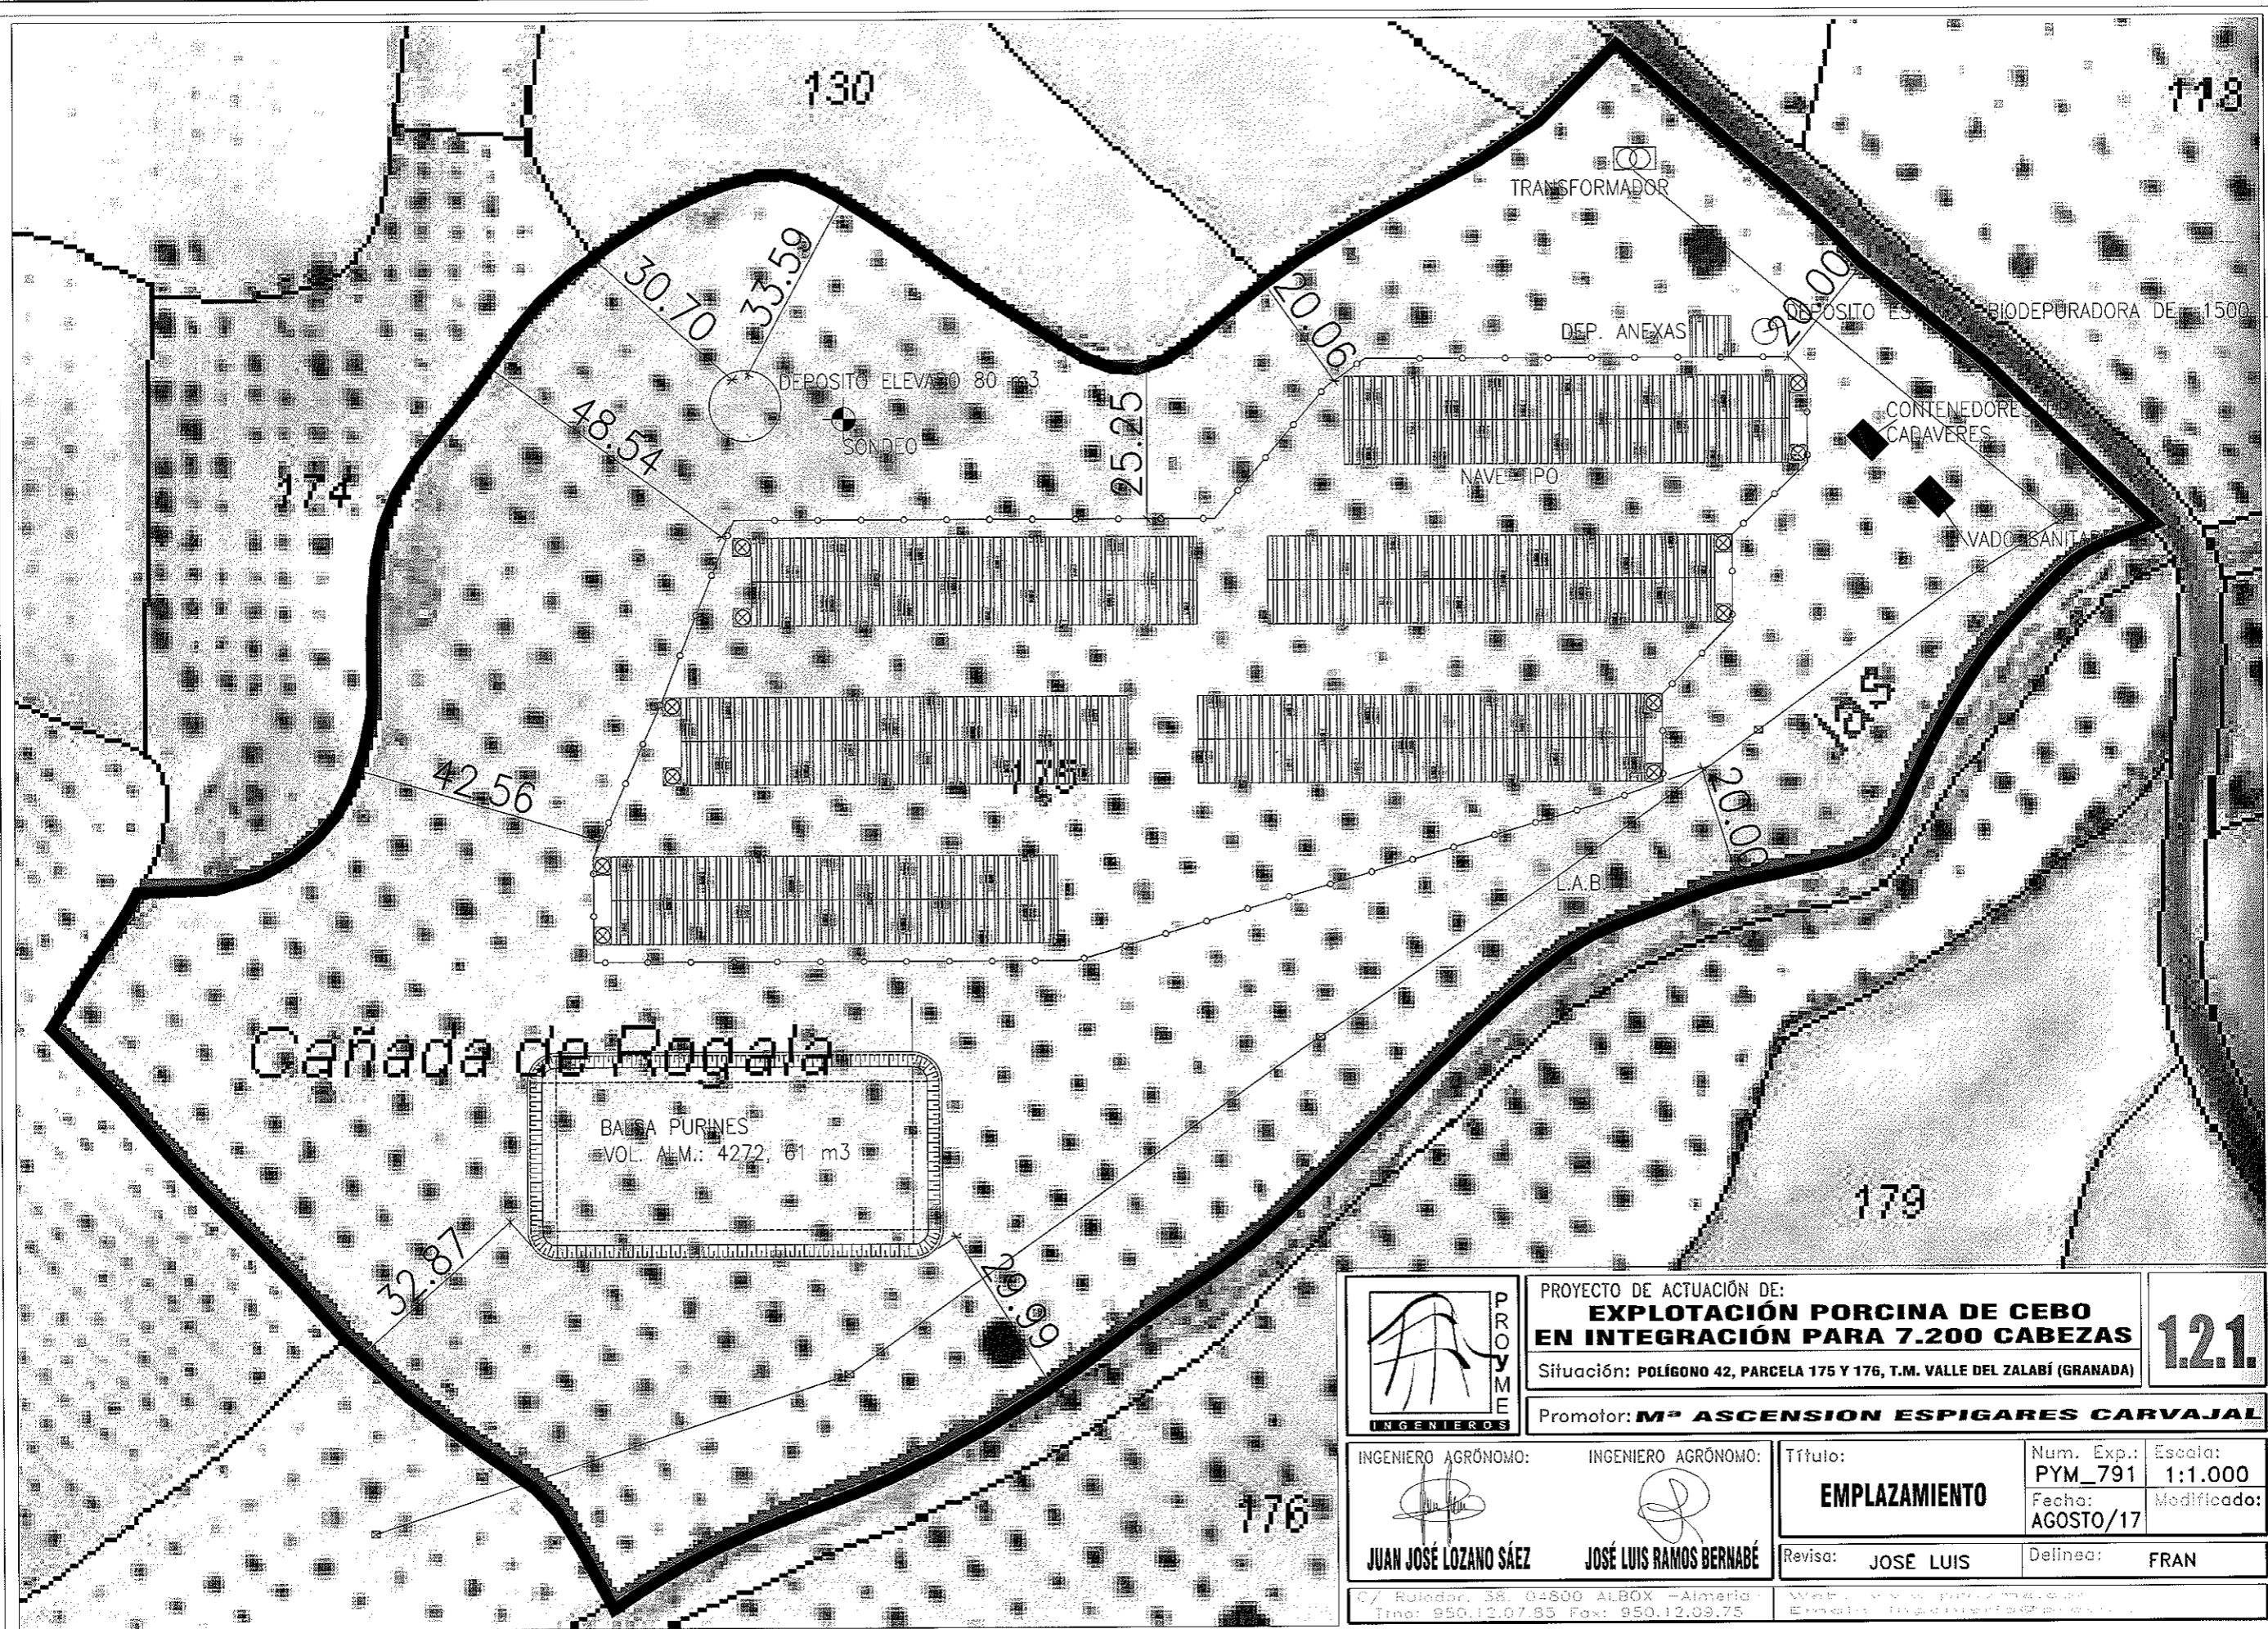 130
118
TRANSFORMADOR
33.59
30.70
20.06
20.00
DEPOSITO ES BIODEPURADORA DE 1500
DEP. ANEXAS
DEPOSITO ELEVADO 80 m3
SONDEO
48.54
25.25
CONTENEDORES
CADAVERES
NAVE TIPO
174
VADO SANITAR
175
42.56
20.00
L.A.B.
Cañada de Rogala
BALSA PURINES
VOL. ALM.: 4272, 61 m3
32.87
29.99
179
176
PROYME
INGENIEROS
PROYECTO DE ACTUACIÓN DE:
EXPLOTACIÓN PORCINA DE CEBO
EN INTEGRACIÓN PARA 7.200 CABEZAS
1.2.1.
Situación: POLÍGONO 42, PARCELA 175 Y 176, T.M. VALLE DEL ZALABÍ (GRANADA)
Promotor: Mª ASCENSION ESPIGARES CARVAJAL
INGENIERO AGRÓNOMO:
JUAN JOSÉ LOZANO SÁEZ
INGENIERO AGRÓNOMO:
JOSÉ LUIS RAMOS BERNABÉ
Título:
EMPLAZAMIENTO
Num. Exp.:
PYM_791
Escala:
1:1.000
Fecha:
AGOSTO/17
Modificado:
Revisa: JOSÉ LUIS
Delinea: FRAN
38, 04800 ALBOX -Almería
Tfno: 950.12.07.65 Fax: 950.12.09.75